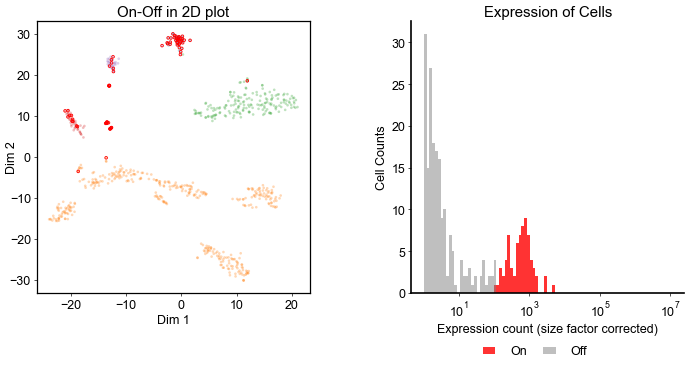 On-Off in 2D plot
30
20
10
0
−10
−20
−30
Dim 2
−20 −10 0 10 20
Dim 1
Expression of Cells
30
25
20
15
10
5
0
Cell Counts
10^1 10^3 10^5 10^7
Expression count (size factor corrected)
On Off